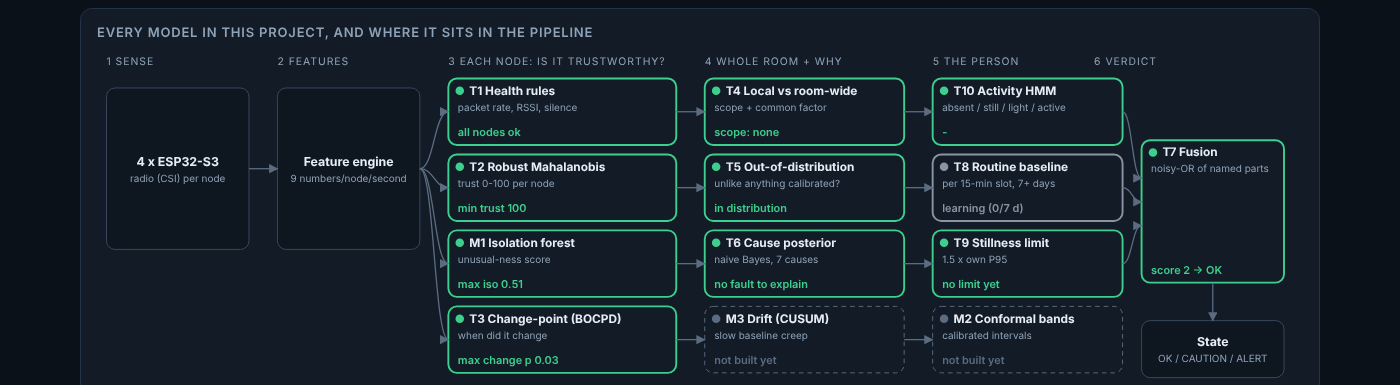 EVERY MODEL IN THIS PROJECT, AND WHERE IT SITS IN THE PIPELINE
1 SENSE
2 FEATURES
3 EACH NODE: IS IT TRUSTWORTHY?
4 WHOLE ROOM + WHY
5 THE PERSON
6 VERDICT
4 x ESP32-S3
radio (CSI) per node
Feature engine
9 numbers/node/second
T1 Health rules
packet rate, RSSI, silence
all nodes ok
T2 Robust Mahalanobis
trust 0-100 per node
min trust 100
M1 Isolation forest
unusual-ness score
max iso 0.51
T3 Change-point (BOCPD)
when did it change
max change p 0.03
T4 Local vs room-wide
scope + common factor
scope: none
T5 Out-of-distribution
unlike anything calibrated?
in distribution
T6 Cause posterior
naive Bayes, 7 causes
no fault to explain
M3 Drift (CUSUM)
slow baseline creep
not built yet
T10 Activity HMM
absent / still / light / active
-
T8 Routine baseline
per 15-min slot, 7+ days
learning (0/7 d)
T9 Stillness limit
1.5 x own P95
no limit yet
M2 Conformal bands
calibrated intervals
not built yet
T7 Fusion
noisy-OR of named parts
score 2 → OK
State
OK / CAUTION / ALERT